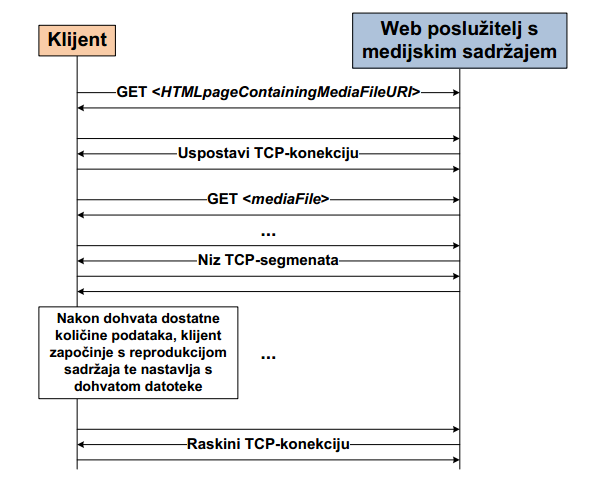 Klijent
Web poslužitelj s
medijskim sadržajem
GET <HTMLpageContainingMediaFileURI>
Uspostavi TCP-konekciju
GET <mediaFile>
...
Niz TCP-segmenata
Nakon dohvata dostatne
količine podataka, klijent
započinje s reprodukcijom
sadržaja te nastavlja s
dohvatom datoteke
...
Raskini TCP-konekciju